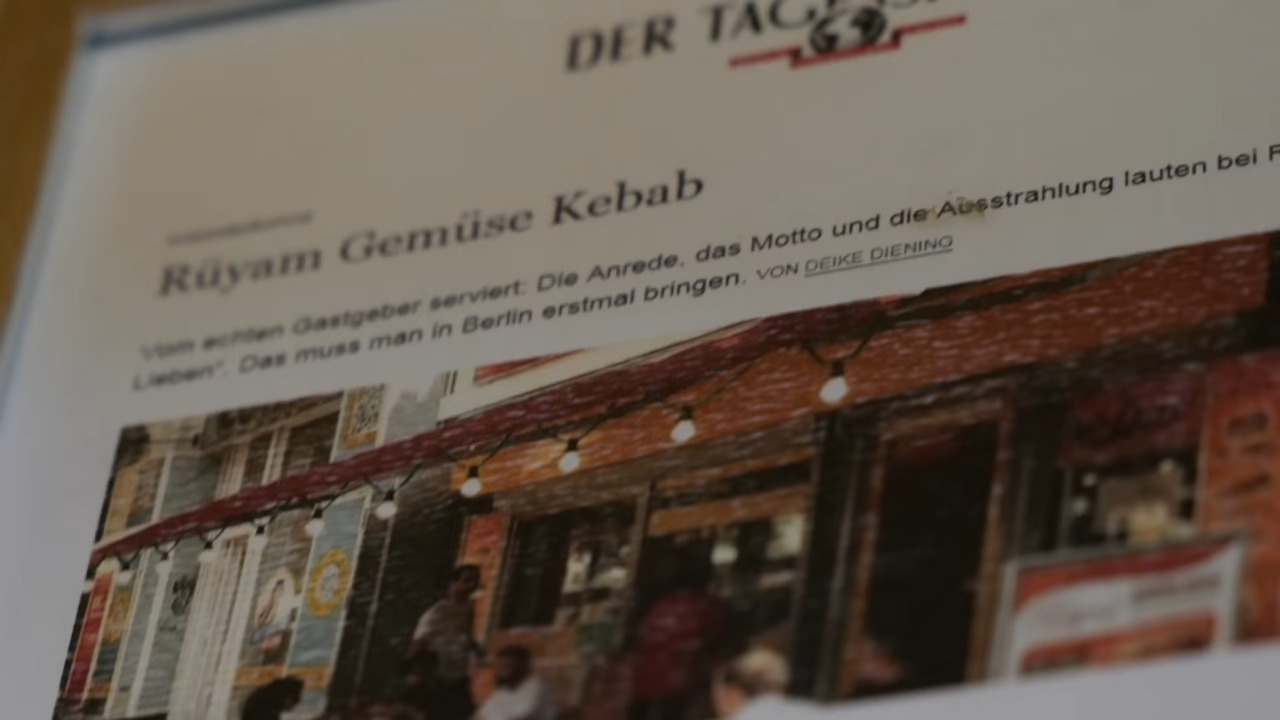 DER TAGENS
Rüyam Gemüse Kebab
Vom echten Gastgeber serviert: Die Anrede, das Motto und die Ausstrahlung lauten bei
Lieben". Das muss man in Berlin erstmal bringen. VON DEIKE DIENING